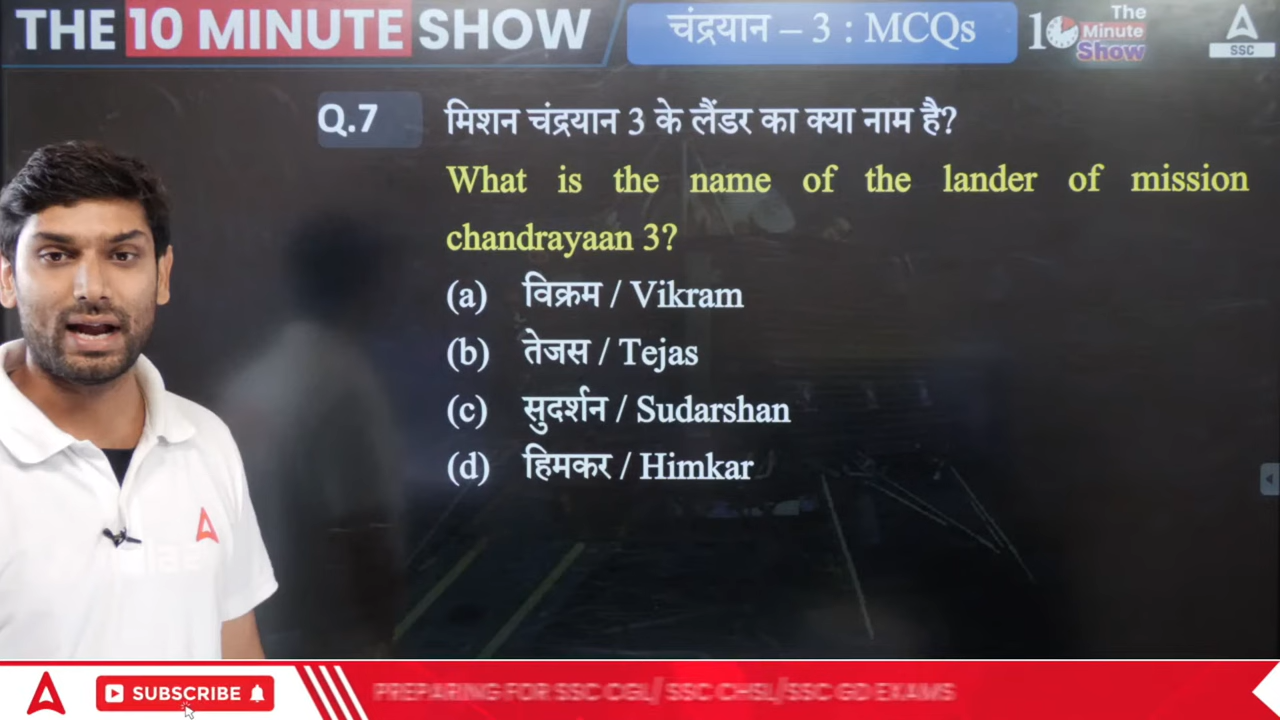 THE 10 MINUTE SHOW
चंद्रयान – 3 : MCQs
The
10 Minute
Show
SSC
Q.7 मिशन चंद्रयान 3 के लैंडर का क्या नाम है?
What is the name of the lander of mission
chandrayaan 3?
(a) विक्रम / Vikram
(b) तेजस / Tejas
(c) सुदर्शन / Sudarshan
(d) हिमकर / Himkar
SUBSCRIBE
PREPARING FOR SSC CGL/ SSC CHSL/SSC GD EXAMS